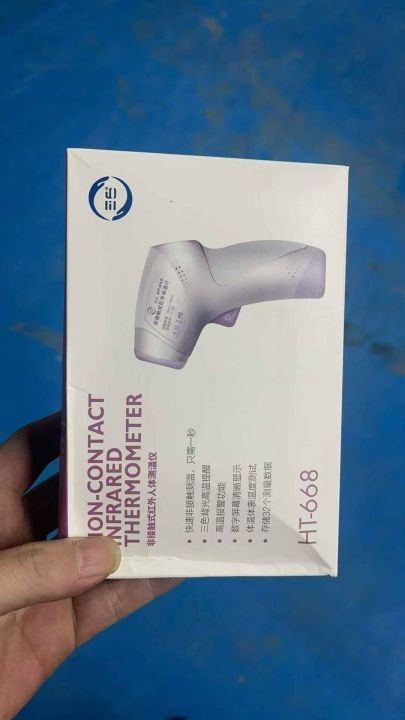 ION-CONTACT
INFRARED
THERMOMETER
非接触式红外人体测温仪
• 快速非接触测温，只需一秒
• 三色背光高温提醒
• 高温报警功能
• 数字屏幕清晰显示
• 体温体表温度测试
• 存储32个测量数据
HT-668